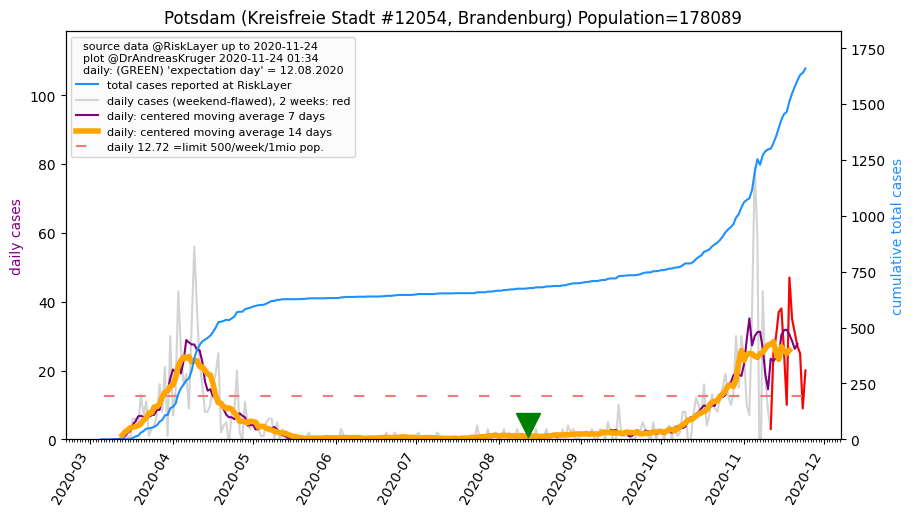 Potsdam (Kreisfreie Stadt #12054, Brandenburg) Population=178089
source data @RiskLayer up to 2020-11-24
plot @DrAndreasKruger 2020-11-24 01:34
daily: (GREEN) 'expectation day' = 12.08.2020
total cases reported at RiskLayer
daily cases (weekend-flawed), 2 weeks: red
daily: centered moving average 7 days
daily: centered moving average 14 days
daily 12.72 =limit 500/week/1mio pop.
daily cases
100
80
60
40
20
0
cumulative total cases
1750
1500
1250
1000
750
500
250
0
2020-03
2020-04
2020-05
2020-06
2020-07
2020-08
2020-09
2020-10
2020-11
2020-12